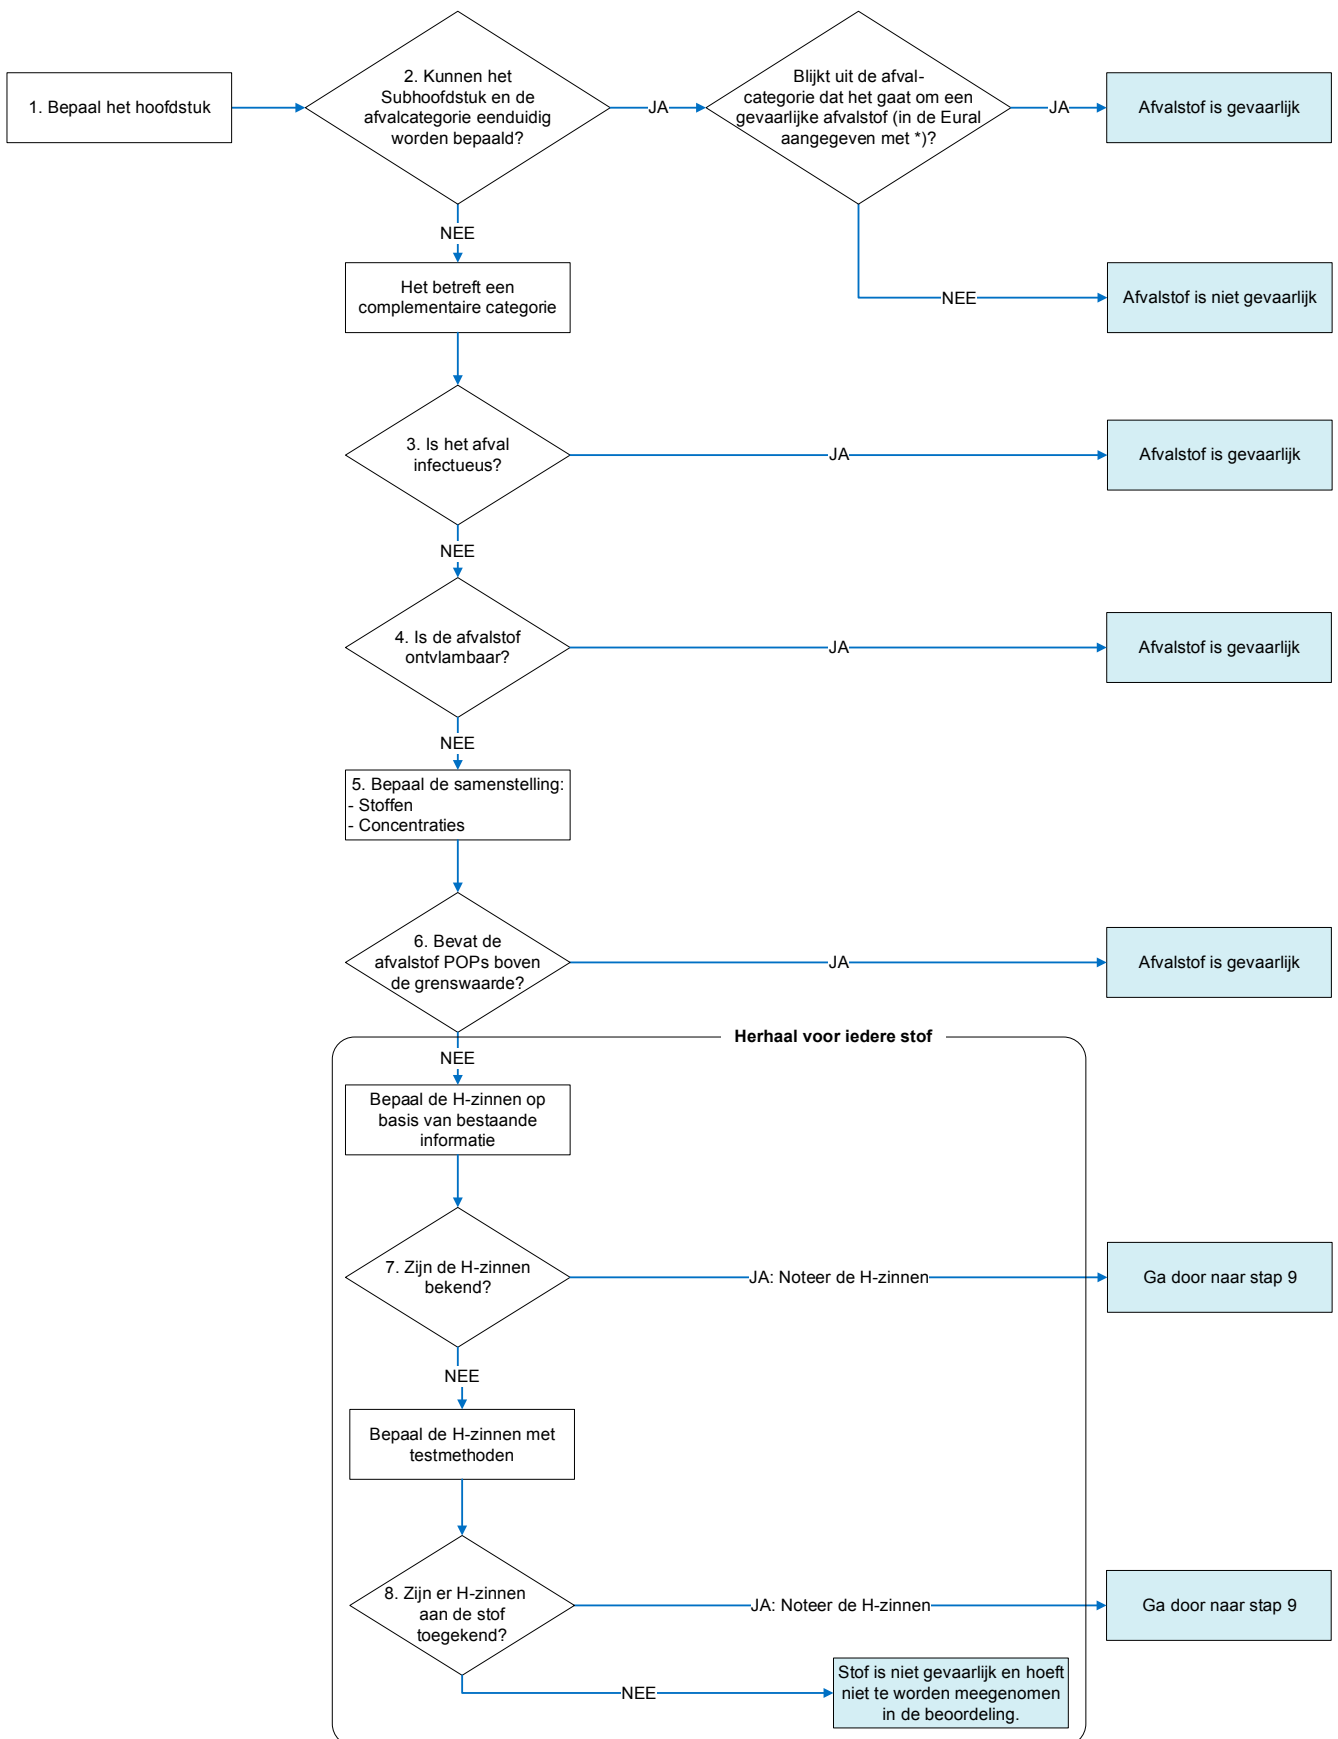 1. Bepaal het hoofdstuk
2. Kunnen het
Subhoofdstuk en de
afvalcategorie eenduidig
worden bepaald?
JA
Blijkt uit de afval-
categorie dat het gaat om een
gevaarlijke afvalstof (in de Eural
aangegeven met *)?
JA
Afvalstof is gevaarlijk
NEE
NEE
Afvalstof is niet gevaarlijk
Het betreft een
complementaire categorie
3. Is het afval
infectueus?
JA
Afvalstof is gevaarlijk
NEE
4. Is de afvalstof
ontvlambaar?
JA
Afvalstof is gevaarlijk
NEE
5. Bepaal de samenstelling:
- Stoffen
- Concentraties
6. Bevat de
afvalstof POPs boven
de grenswaarde?
JA
Afvalstof is gevaarlijk
Herhaal voor iedere stof
NEE
Bepaal de H-zinnen op
basis van bestaande
informatie
7. Zijn de H-zinnen
bekend?
JA: Noteer de H-zinnen
Ga door naar stap 9
NEE
Bepaal de H-zinnen met
testmethoden
8. Zijn er H-zinnen
aan de stof
toegekend?
JA: Noteer de H-zinnen
Ga door naar stap 9
NEE
Stof is niet gevaarlijk en hoeft
niet te worden meegenomen
in de beoordeling.